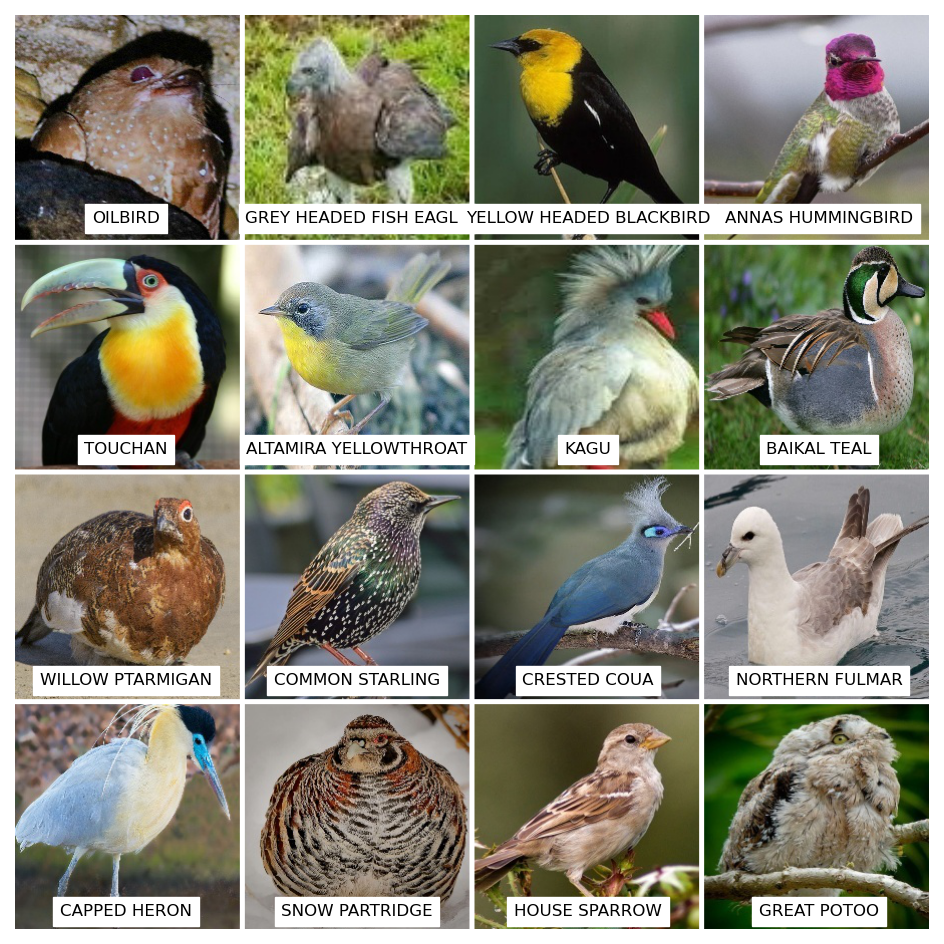 OILBIRD
GREY HEADED FISH EAGL
YELLOW HEADED BLACKBIRD
ANNAS HUMMINGBIRD
TOUCHAN
ALTAMIRA YELLOWTHROAT
KAGU
BAIKAL TEAL
WILLOW PTARMIGAN
COMMON STARLING
CRESTED COUA
NORTHERN FULMAR
CAPPED HERON
SNOW PARTRIDGE
HOUSE SPARROW
GREAT POTOO